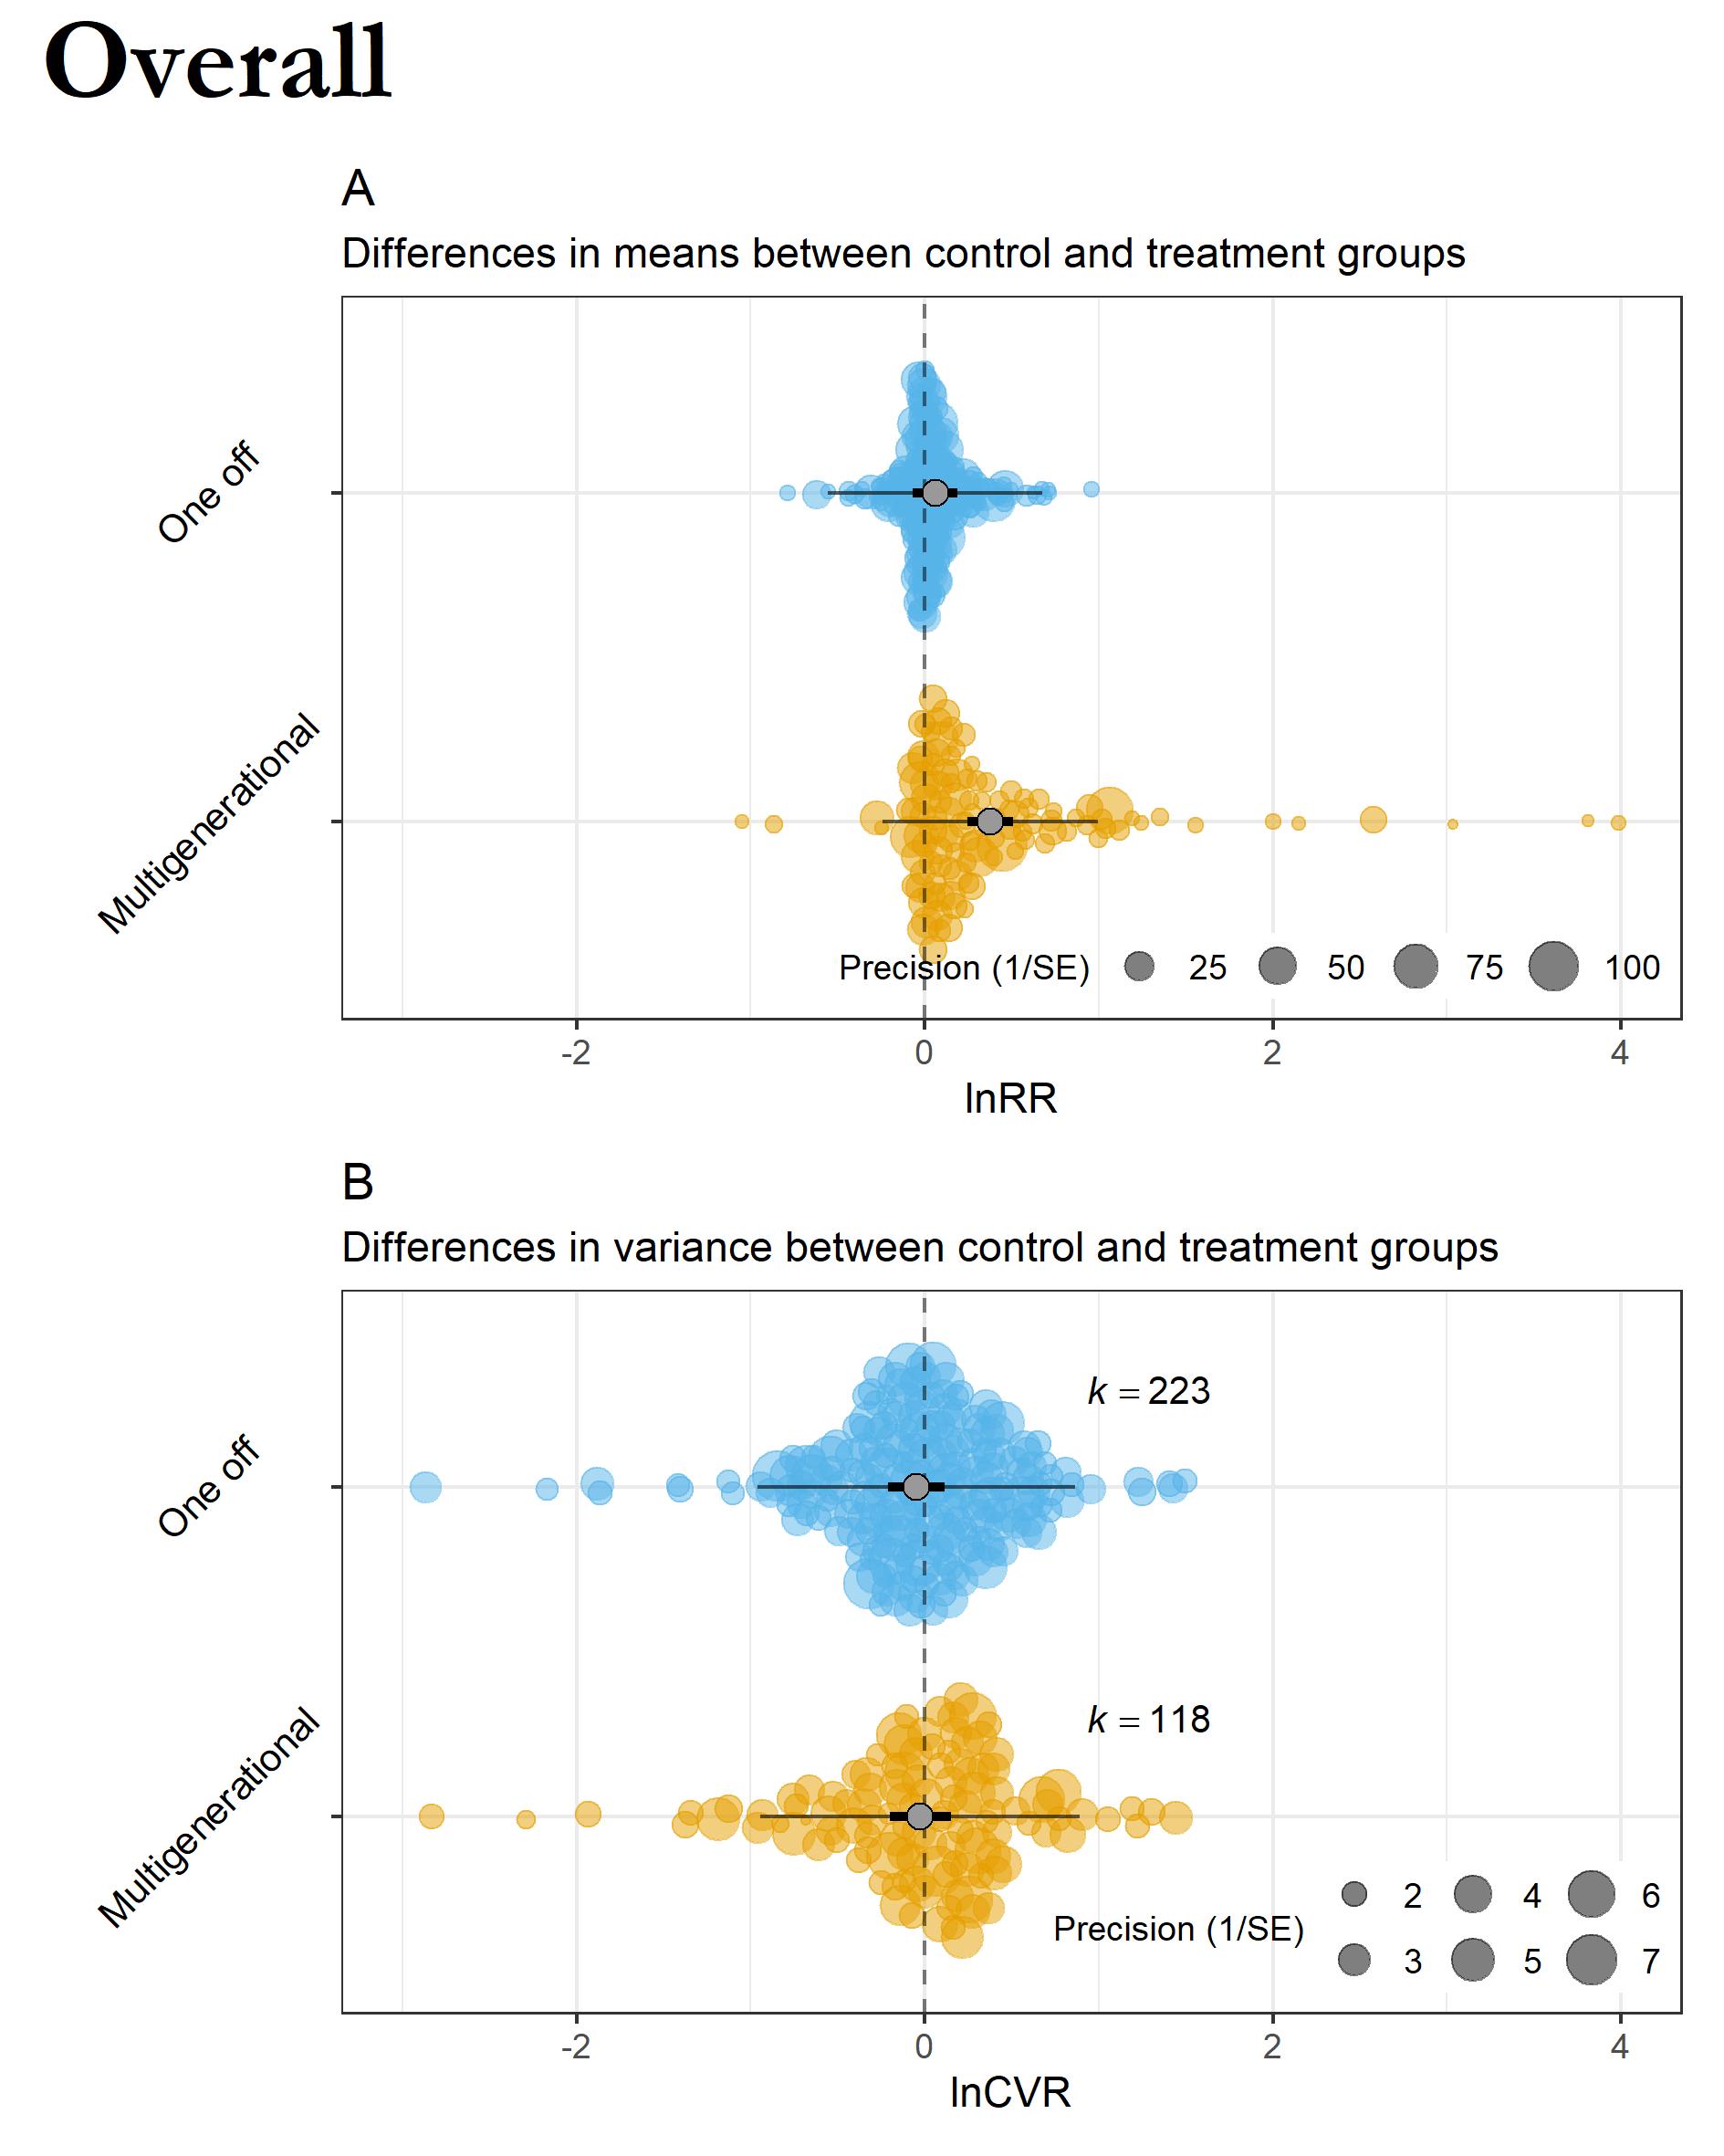 Overall
A
Differences in means between control and treatment groups
One off
Multigenerational
Precision (1/SE) 25 50 75 100
-2 0 2 4
lnRR
B
Differences in variance between control and treatment groups
One off
k = 223
Multigenerational
k = 118
Precision (1/SE)
2 4 6
3 5 7
-2 0 2 4
lnCVR